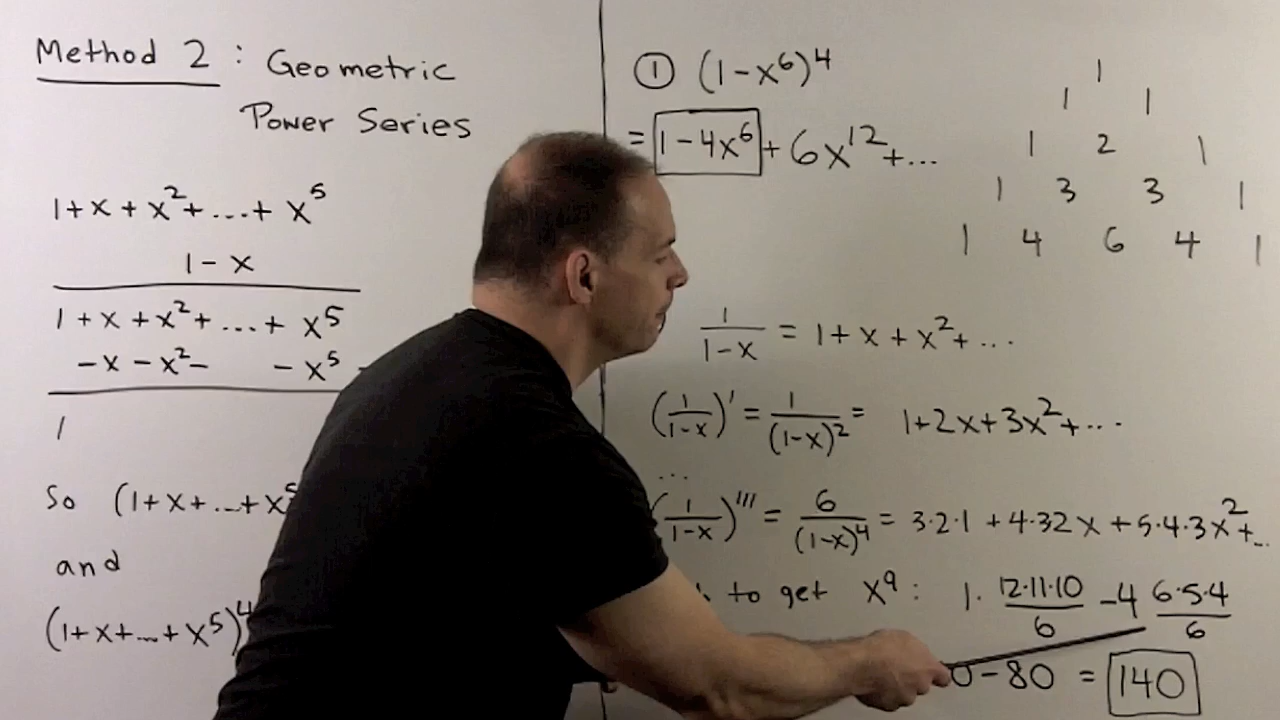 Method 2 : Geometric
Power Series
1 + x + x² + ... + x⁵
1 - x
1 + x + x² + ... + x⁵
- x - x² - - x⁵
1
So (1 + x + ... + x⁵
and
(1 + x + ... + x⁵)⁴
① (1 - x⁶)⁴
= 1 - 4x⁶ + 6x¹² + ...
1
1 1
1 2 1
1 3 3 1
1 4 6 4 1
1/(1-x) = 1 + x + x² + ...
(1/(1-x))' = 1/(1-x)² = 1 + 2x + 3x² + ...
...
(1/(1-x))''' = 6/(1-x)⁴ = 3·2·1 + 4·32x + 5·4·3x² + ...
to get x⁹ : 1· 12·11·10/6 - 4 6·5·4/6
0 - 80 = 140